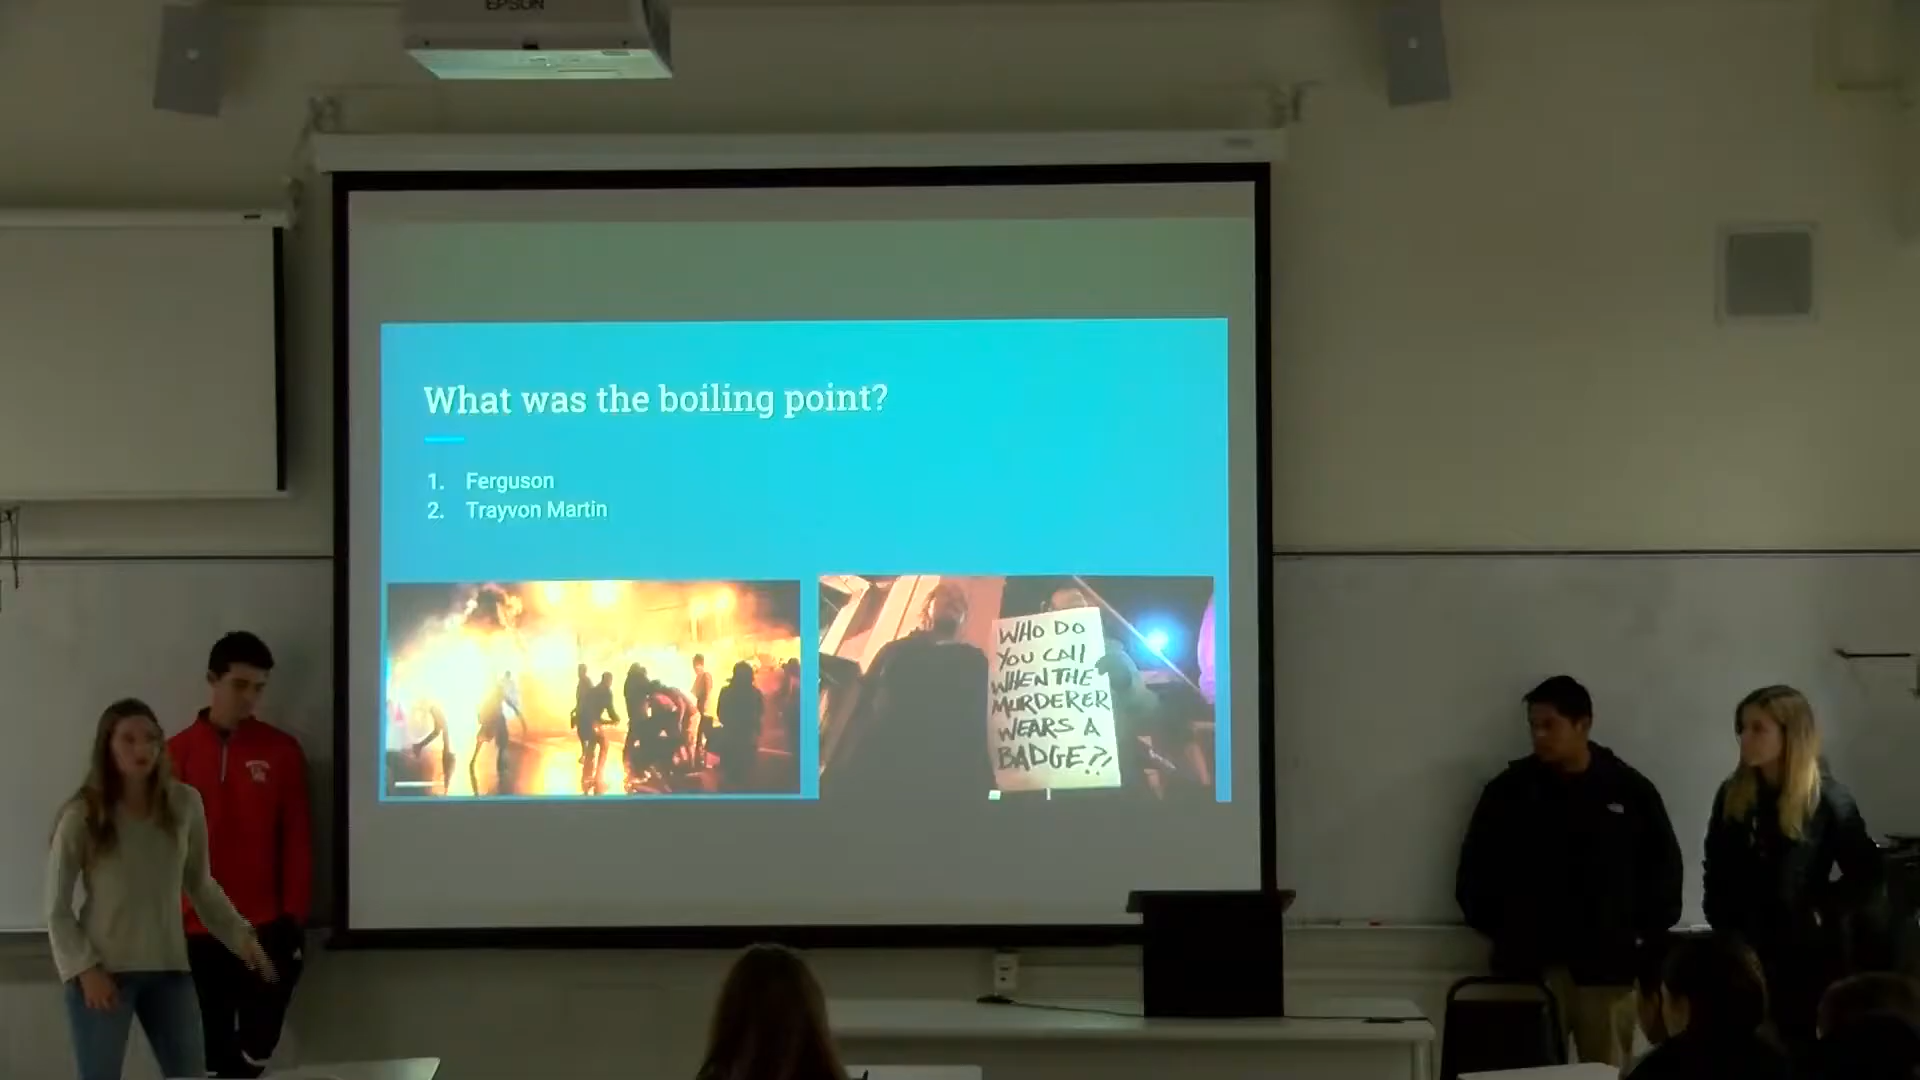 EPSON
What was the boiling point?
1. Ferguson
2. Trayvon Martin
WHO DO
YOU CAll
WHEN THE
MURDERER
WEARS A
BADGE??